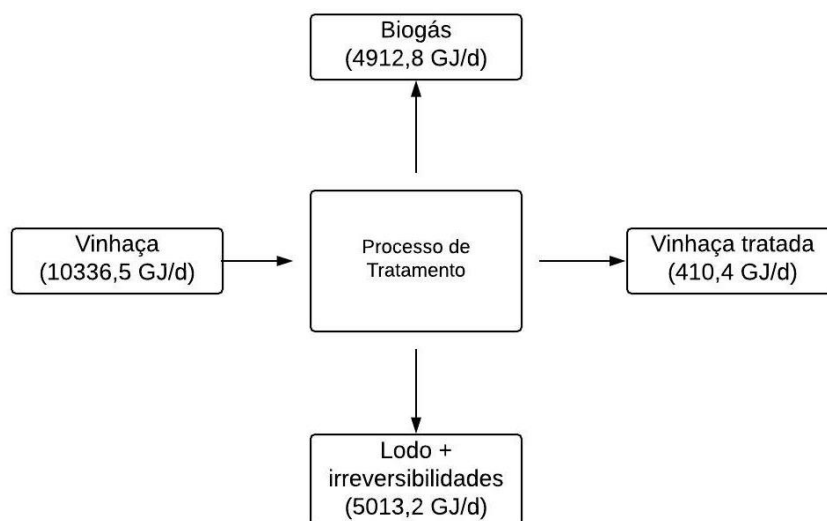 Biogás
(4912,8 GJ/d)
Vinhaça
(10336,5 GJ/d)
Processo de
Tratamento
Vinhaça tratada
(410,4 GJ/d)
Lodo +
irreversibilidades
(5013,2 GJ/d)